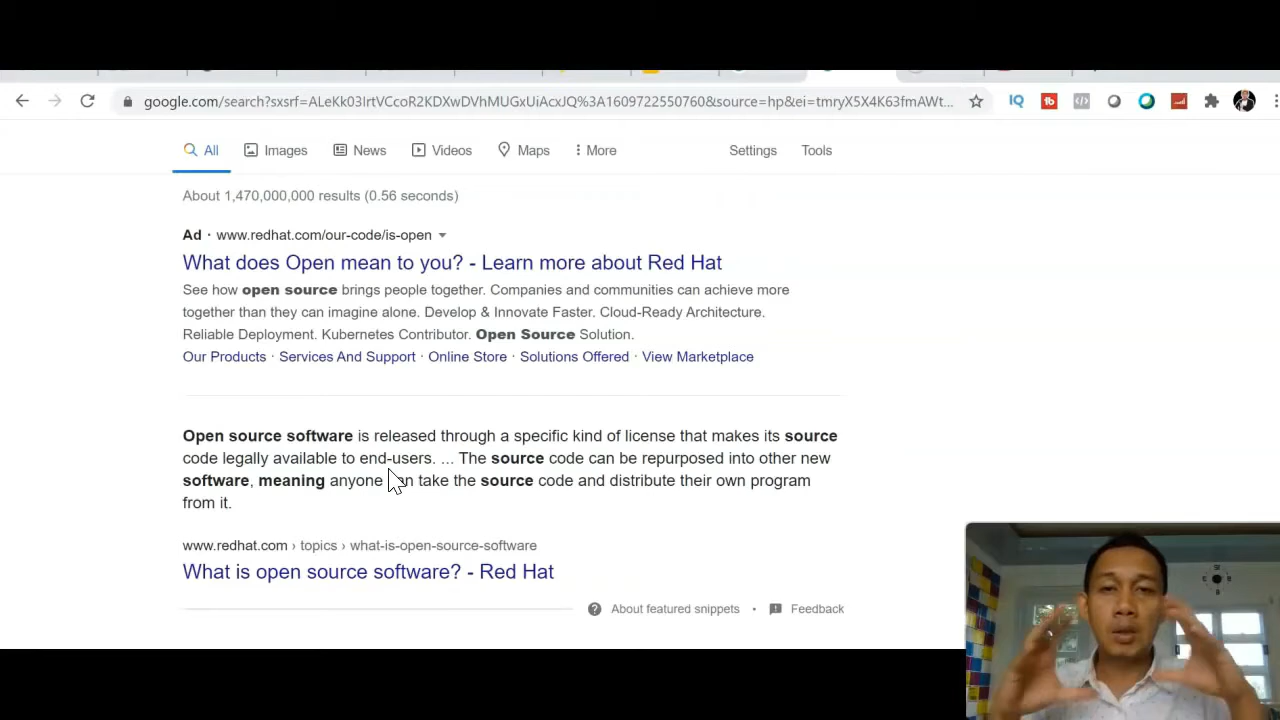 google.com/search?sxsrf=ALeKk03IrtVCcoR2KDXwDVhMUGxUiAcxJQ%3A1609722550760&source=hp&ei=tmryX5X4K63fmAWt...
All Images News Videos Maps More Settings Tools
About 1,470,000,000 results (0.56 seconds)
Ad · www.redhat.com/our-code/is-open
What does Open mean to you? - Learn more about Red Hat
See how open source brings people together. Companies and communities can achieve more
together than they can imagine alone. Develop & Innovate Faster. Cloud-Ready Architecture.
Reliable Deployment. Kubernetes Contributor. Open Source Solution.
Our Products · Services And Support · Online Store · Solutions Offered · View Marketplace
Open source software is released through a specific kind of license that makes its source
code legally available to end-users. ... The source code can be repurposed into other new
software, meaning anyone can take the source code and distribute their own program
from it.
www.redhat.com › topics › what-is-open-source-software
What is open source software? - Red Hat
About featured snippets · Feedback